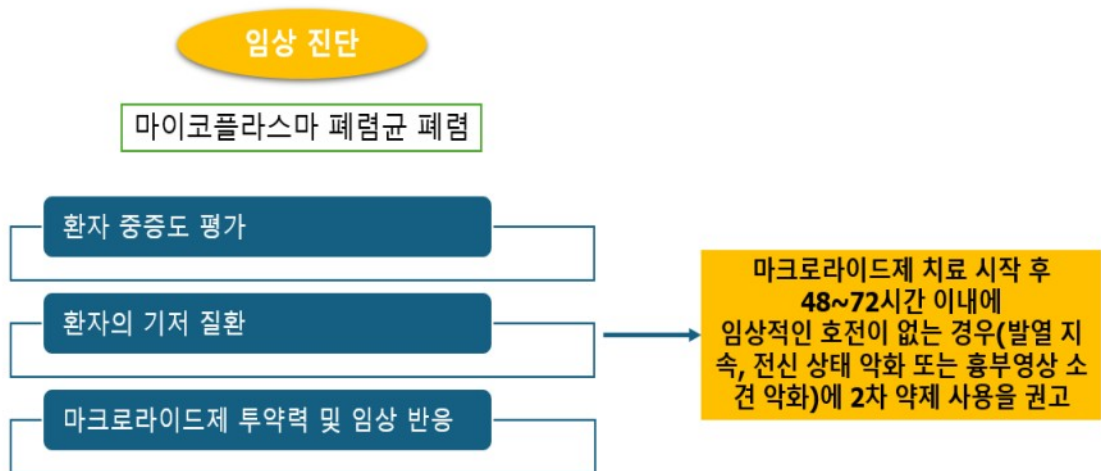 임상 진단
마이코플라스마 폐렴균 폐렴
환자 중증도 평가
환자의 기저 질환
마크로라이드제 투약력 및 임상 반응
마크로라이드제 치료 시작 후
48~72시간 이내에
임상적인 호전이 없는 경우(발열 지
속, 전신 상태 악화 또는 흉부영상 소
견 악화)에 2차 약제 사용을 권고